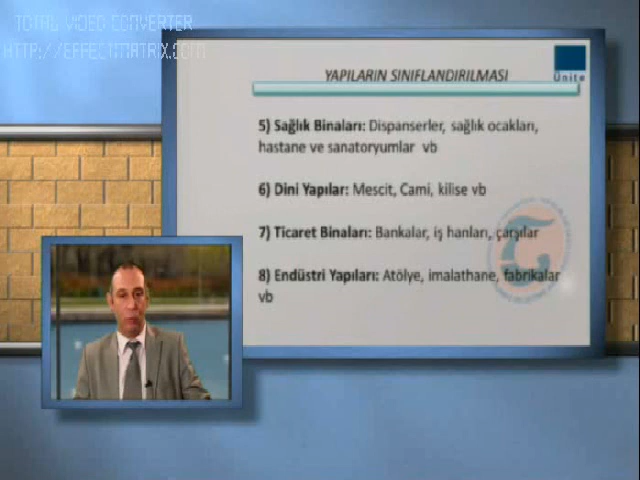 TOTAL VIDEO CONVERTER
HTTP://EFFECTMATRIX.COM
YAPILARIN SINIFLANDIRILMASI
Ünite
5) Sağlık Binaları: Dispanserler, sağlık ocakları,
hastane ve sanatoryumlar vb
6) Dini Yapılar: Mescit, Cami, kilise vb
7) Ticaret Binaları: Bankalar, iş hanları, çarşılar
8) Endüstri Yapıları: Atölye, imalathane, fabrikalar
vb